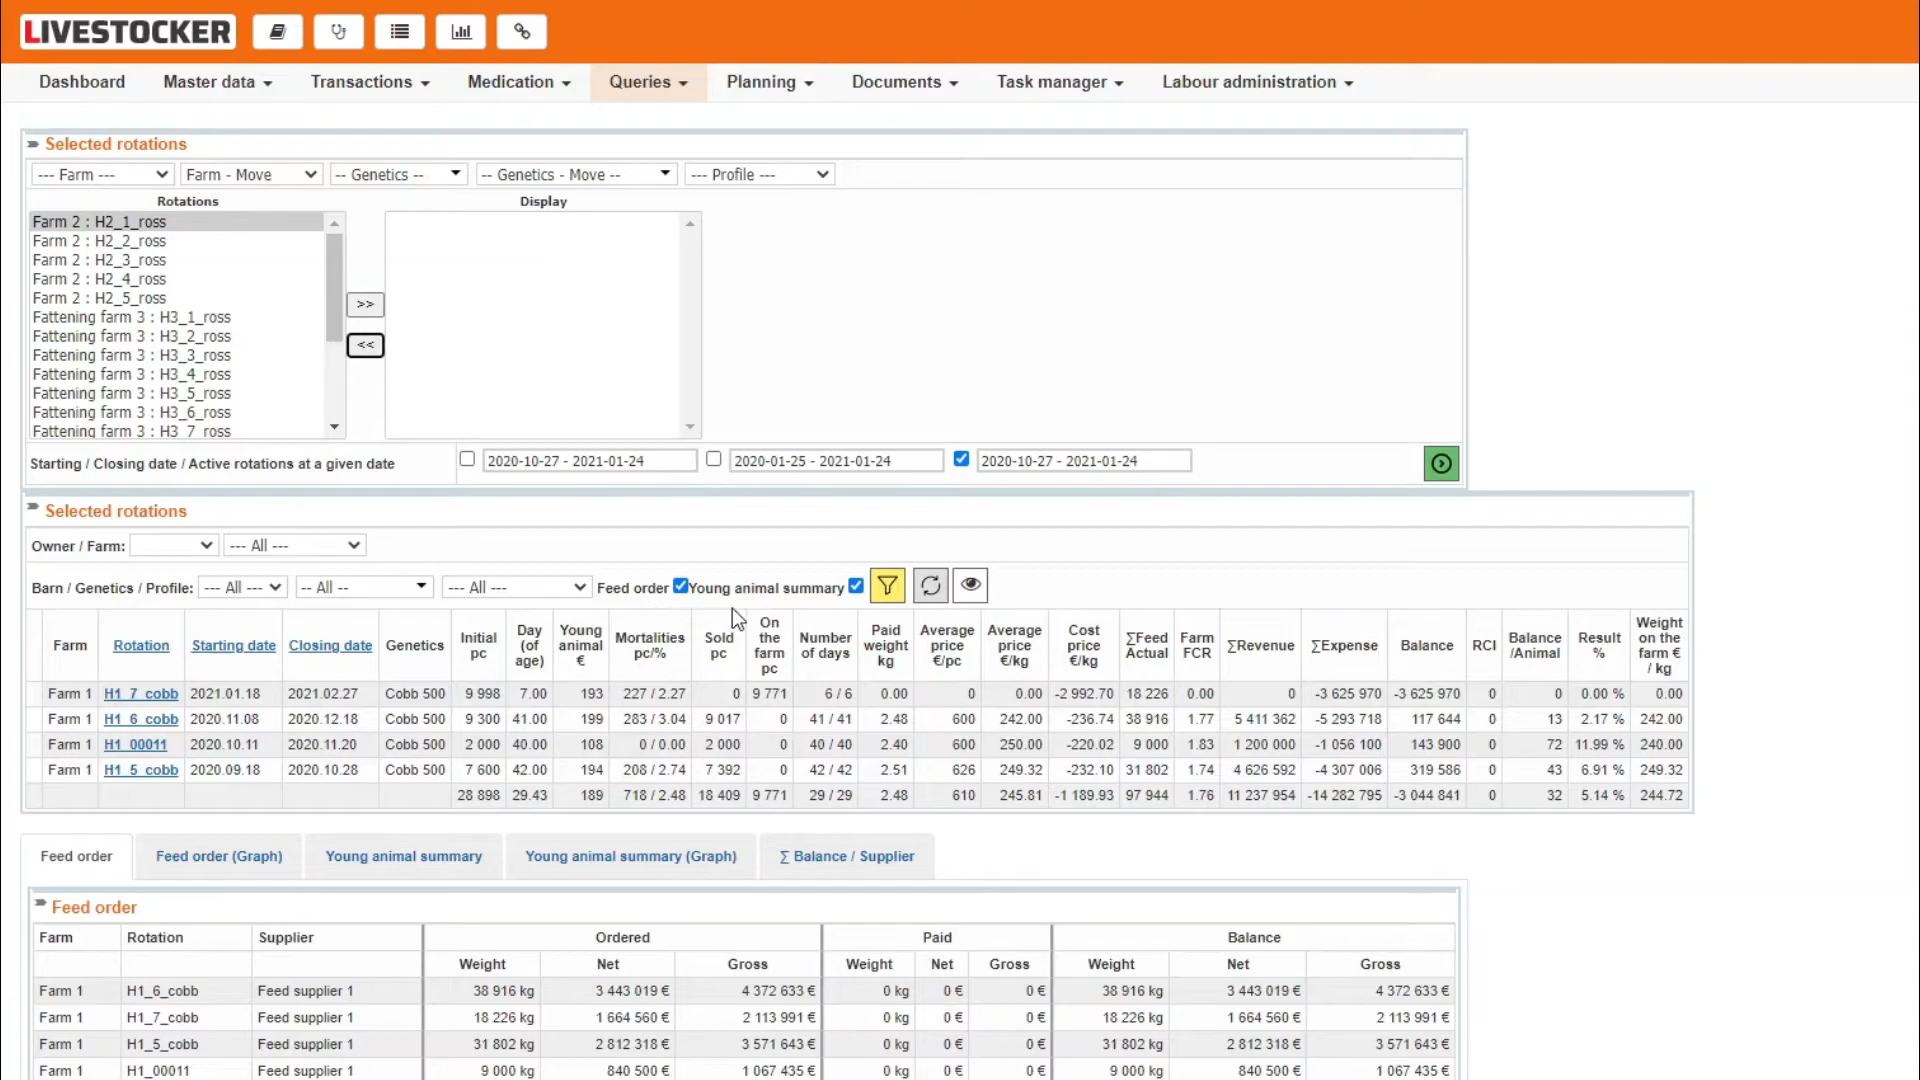 LIVESTOCKER
Dashboard Master data Transactions Medication Queries Planning Documents Task manager Labour administration
Selected rotations
--- Farm --- Farm - Move -- Genetics -- -- Genetics - Move -- --- Profile ---
Rotations Display
Farm 2 : H2_1_ross
Farm 2 : H2_2_ross
Farm 2 : H2_3_ross
Farm 2 : H2_4_ross
Farm 2 : H2_5_ross
Fattening farm 3 : H3_1_ross
Fattening farm 3 : H3_2_ross
Fattening farm 3 : H3_3_ross
Fattening farm 3 : H3_4_ross
Fattening farm 3 : H3_5_ross
Fattening farm 3 : H3_6_ross
Fattening farm 3 : H3_7_ross
>>
<<
Starting / Closing date / Active rotations at a given date 2020-10-27 - 2021-01-24 2020-01-25 - 2021-01-24 2020-10-27 - 2021-01-24
Selected rotations
Owner / Farm: --- All ---
Barn / Genetics / Profile: --- All --- -- All -- --- All --- Feed order Young animal summary
Farm Rotation Starting date Closing date Genetics Initial pc Day (of age) Young animal € Mortalities pc/% Sold pc On the farm pc Number of days Paid weight kg Average price €/pc Average price €/kg Cost price €/kg ∑Feed Actual Farm FCR ∑Revenue ∑Expense Balance RCI Balance /Animal Result % Weight on the farm € / kg
Farm 1 H1_7_cobb 2021.01.18 2021.02.27 Cobb 500 9 998 7.00 193 227 / 2.27 0 9 771 6 / 6 0.00 0 0.00 -2 992.70 18 226 0.00 0 -3 625 970 -3 625 970 0 0 0.00 % 0.00
Farm 1 H1_6_cobb 2020.11.08 2020.12.18 Cobb 500 9 300 41.00 199 283 / 3.04 9 017 0 41 / 41 2.48 600 242.00 -236.74 38 916 1.77 5 411 362 -5 293 718 117 644 0 13 2.17 % 242.00
Farm 1 H1_00011 2020.10.11 2020.11.20 Cobb 500 2 000 40.00 108 0 / 0.00 2 000 0 40 / 40 2.40 600 250.00 -220.02 9 000 1.83 1 200 000 -1 056 100 143 900 0 72 11.99 % 240.00
Farm 1 H1_5_cobb 2020.09.18 2020.10.28 Cobb 500 7 600 42.00 194 208 / 2.74 7 392 0 42 / 42 2.51 626 249.32 -232.10 31 802 1.74 4 626 592 -4 307 006 319 586 0 43 6.91 % 249.32
28 898 29.43 189 718 / 2.48 18 409 9 771 29 / 29 2.48 610 245.81 -1 189.93 97 944 1.76 11 237 954 -14 282 795 -3 044 841 0 32 5.14 % 244.72
Feed order Feed order (Graph) Young animal summary Young animal summary (Graph) ∑ Balance / Supplier
Feed order
Farm Rotation Supplier Ordered Paid Balance
Weight Net Gross Weight Net Gross Weight Net Gross
Farm 1 H1_6_cobb Feed supplier 1 38 916 kg 3 443 019 € 4 372 633 € 0 kg 0 € 0 € 38 916 kg 3 443 019 € 4 372 633 €
Farm 1 H1_7_cobb Feed supplier 1 18 226 kg 1 664 560 € 2 113 991 € 0 kg 0 € 0 € 18 226 kg 1 664 560 € 2 113 991 €
Farm 1 H1_5_cobb Feed supplier 1 31 802 kg 2 812 318 € 3 571 643 € 0 kg 0 € 0 € 31 802 kg 2 812 318 € 3 571 643 €
Farm 1 H1_00011 Feed supplier 1 9 000 kg 840 500 € 1 067 435 € 0 kg 0 € 0 € 9 000 kg 840 500 € 1 067 435 €